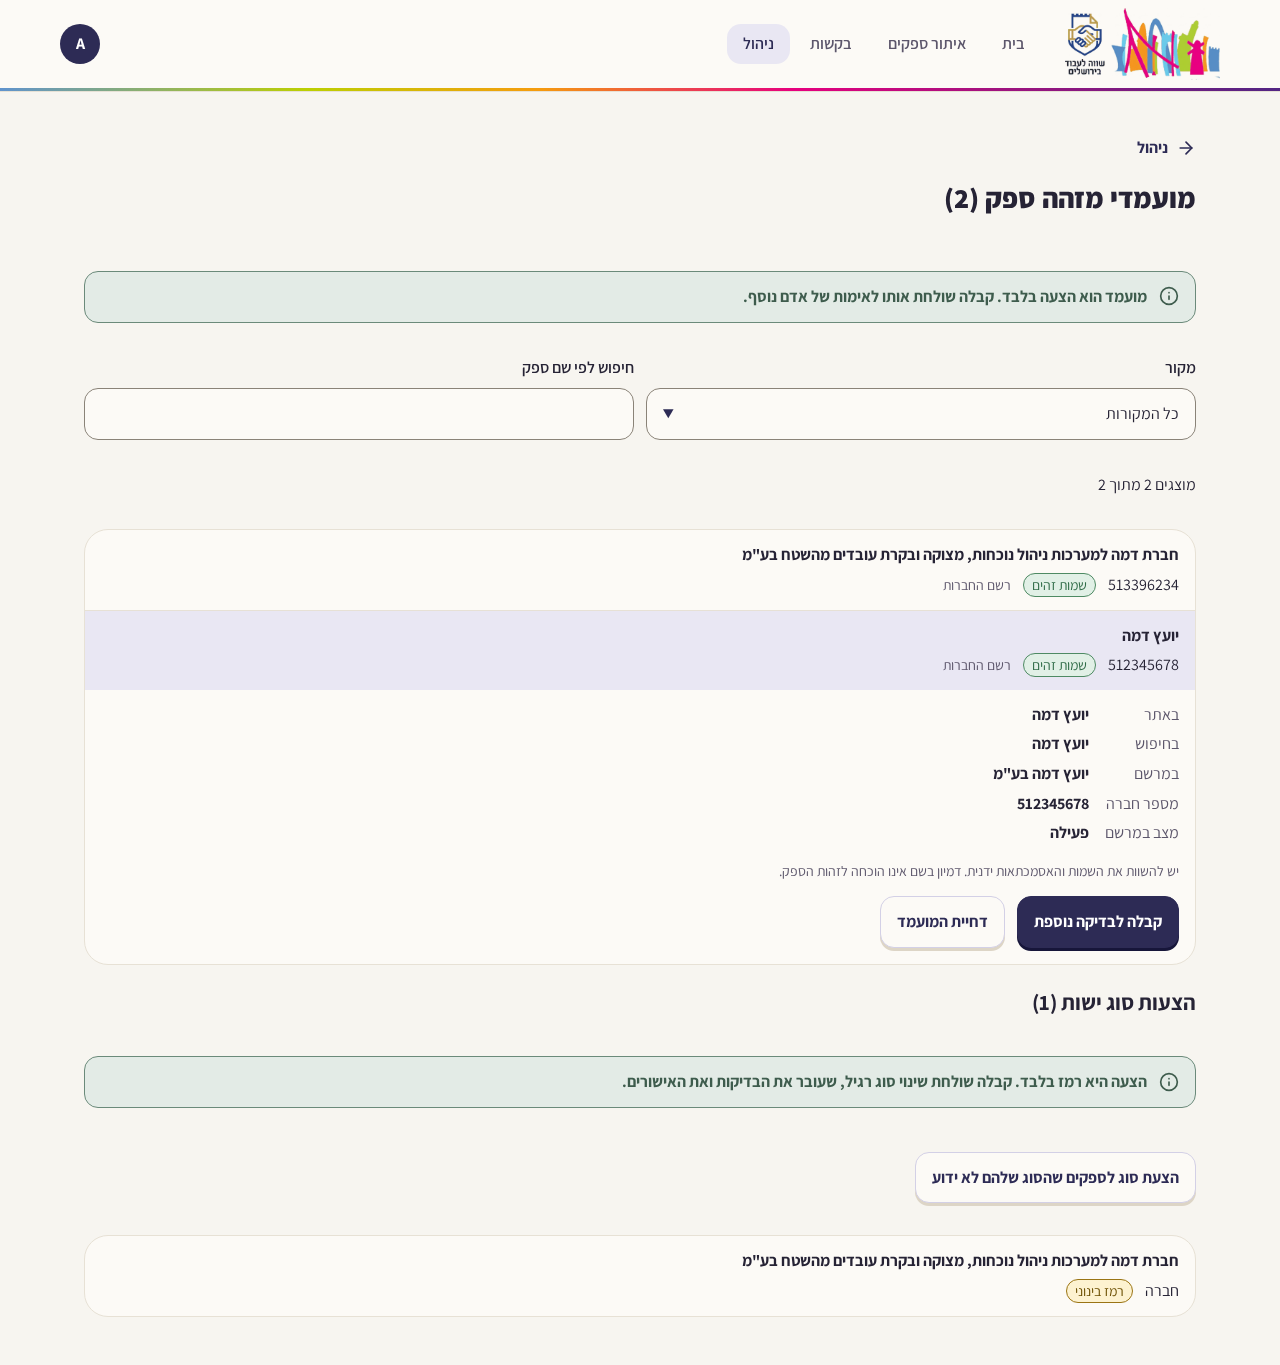 שווה לעבוד
בירושלים
בית
איתור ספקים
בקשות
ניהול
A
ניהול
מועמדי מזהה ספק (2)
מועמד הוא הצעה בלבד. קבלה שולחת אותו לאימות של אדם נוסף.
מקור
חיפוש לפי שם ספק
כל המקורות
מוצגים 2 מתוך 2
חברת דמה למערכות ניהול נוכחות, מצוקה ובקרת עובדים מהשטח בע"מ
513396234 שמות זהים רשם החברות
יועץ דמה
512345678 שמות זהים רשם החברות
באתר יועץ דמה
בחיפוש יועץ דמה
במרשם יועץ דמה בע"מ
מספר חברה 512345678
מצב במרשם פעילה
יש להשוות את השמות והאסמכתאות ידנית. דמיון בשם אינו הוכחה לזהות הספק.
קבלה לבדיקה נוספת
דחיית המועמד
הצעות סוג ישות (1)
הצעה היא רמז בלבד. קבלה שולחת שינוי סוג רגיל, שעובר את הבדיקות ואת האישורים.
הצעת סוג לספקים שהסוג שלהם לא ידוע
חברת דמה למערכות ניהול נוכחות, מצוקה ובקרת עובדים מהשטח בע"מ
חברה רמז בינוני